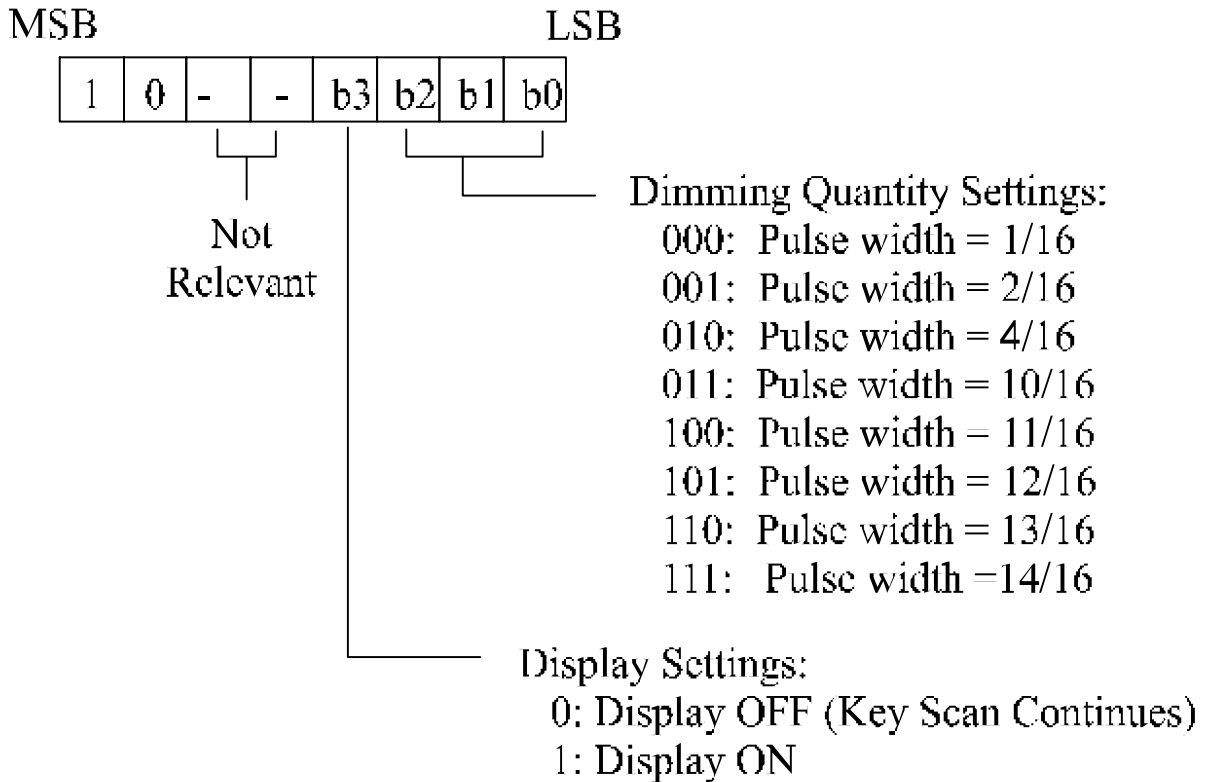 MSB LSB
1 0 - - b3 b2 b1 b0
Dimming Quantity Settings:
Not
Relevant
000: Pulse width = 1/16
001: Pulse width = 2/16
010: Pulse width = 4/16
011: Pulse width = 10/16
100: Pulse width = 11/16
101: Pulse width = 12/16
110: Pulse width = 13/16
111: Pulse width =14/16
Display Settings:
0: Display OFF (Key Scan Continues)
1: Display ON